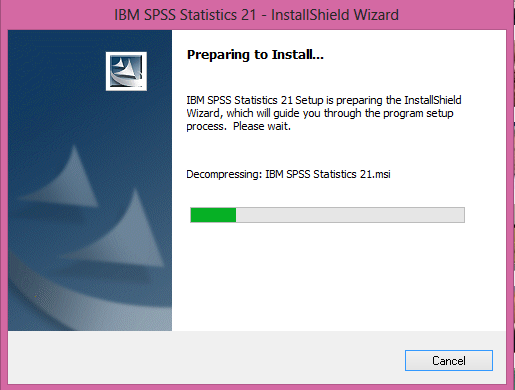 IBM SPSS Statistics 21 - InstallShield Wizard
Preparing to Install...
IBM SPSS Statistics 21 Setup is preparing the InstallShield
Wizard, which will guide you through the program setup
process. Please wait.
Decompressing: IBM SPSS Statistics 21.msi
Cancel